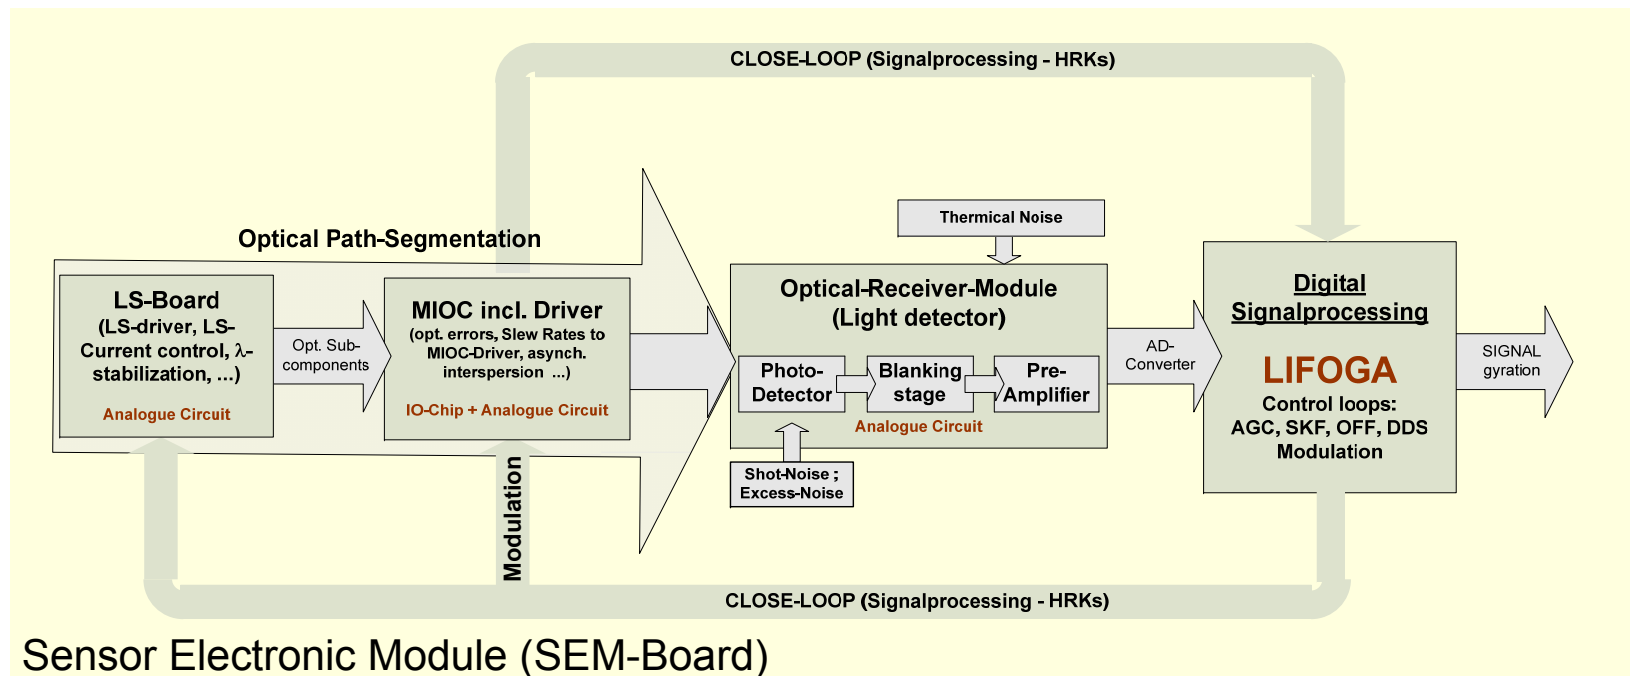 CLOSE-LOOP (Signalprocessing - HRKs)
Thermical Noise
Optical Path-Segmentation
LS-Board
(LS-driver, LS-
Current control, λ-
stabilization, ...)
Analogue Circuit
Opt. Sub-
components
MIOC incl. Driver
(opt. errors, Slew Rates to
MIOC-Driver, asynch.
interspersion ...)
IO-Chip + Analogue Circuit
Optical-Receiver-Module
(Light detector)
Photo-
Detector
Blanking
stage
Pre-
Amplifier
Analogue Circuit
Shot-Noise ;
Excess-Noise
AD-
Converter
Digital
Signalprocessing
LIFOGA
Control loops:
AGC, SKF, OFF, DDS
Modulation
SIGNAL
gyration
Modulation
CLOSE-LOOP (Signalprocessing - HRKs)
Sensor Electronic Module (SEM-Board)